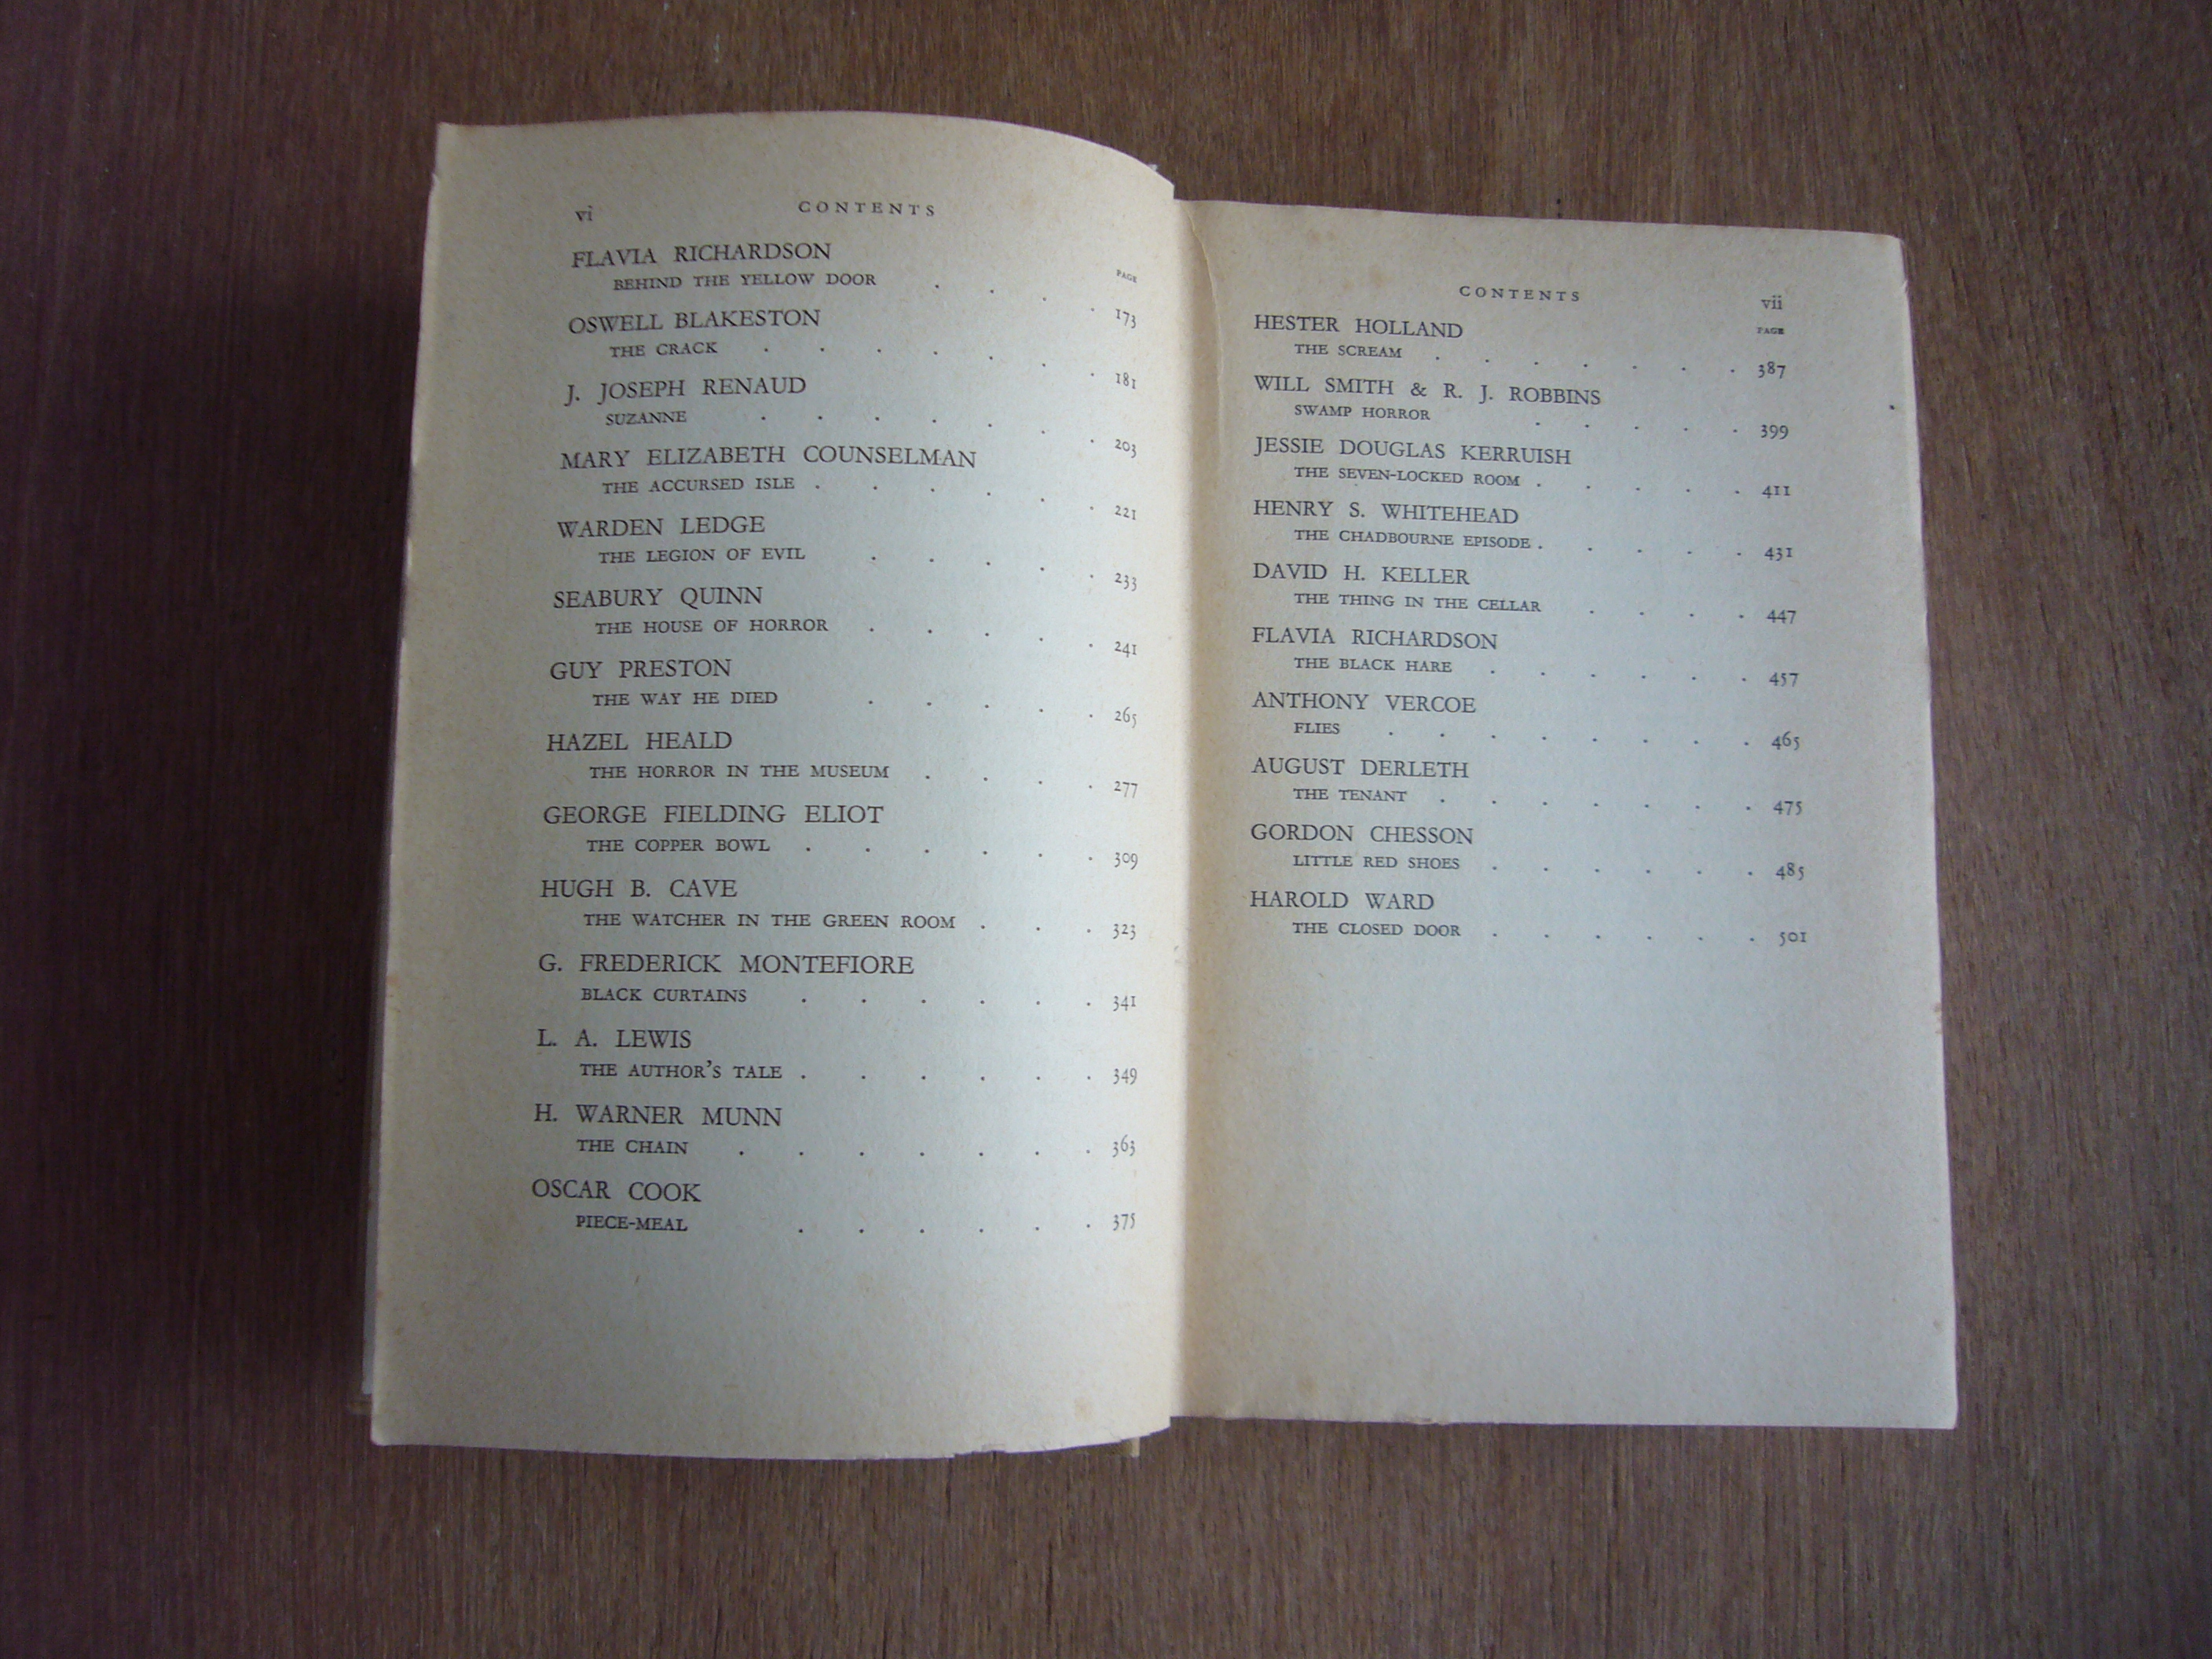 vi CONTENTS
PAGE
FLAVIA RICHARDSON
BEHIND THE YELLOW DOOR . . . . 173
OSWELL BLAKESTON
THE CRACK . . . . . . . 181
J. JOSEPH RENAUD
SUZANNE . . . . . . . 203
MARY ELIZABETH COUNSELMAN
THE ACCURSED ISLE . . . . . . 221
WARDEN LEDGE
THE LEGION OF EVIL . . . . . 233
SEABURY QUINN
THE HOUSE OF HORROR . . . . . 241
GUY PRESTON
THE WAY HE DIED . . . . . 265
HAZEL HEALD
THE HORROR IN THE MUSEUM . . . . 277
GEORGE FIELDING ELIOT
THE COPPER BOWL . . . . . . 309
HUGH B. CAVE
THE WATCHER IN THE GREEN ROOM . . . 323
G. FREDERICK MONTEFIORE
BLACK CURTAINS . . . . . . 341
L. A. LEWIS
THE AUTHOR'S TALE . . . . . . 349
H. WARNER MUNN
THE CHAIN . . . . . . . 363
OSCAR COOK
PIECE-MEAL . . . . . . 375
CONTENTS vii
PAGE
HESTER HOLLAND
THE SCREAM . . . . . . . 387
WILL SMITH & R. J. ROBBINS
SWAMP HORROR . . . . . 399
JESSIE DOUGLAS KERRUISH
THE SEVEN-LOCKED ROOM . . . . . 411
HENRY S. WHITEHEAD
THE CHADBOURNE EPISODE . . . . . 431
DAVID H. KELLER
THE THING IN THE CELLAR . . . . 447
FLAVIA RICHARDSON
THE BLACK HARE . . . . . . 457
ANTHONY VERCOE
FLIES . . . . . . . . 465
AUGUST DERLETH
THE TENANT . . . . . . . 475
GORDON CHESSON
LITTLE RED SHOES . . . . . . 485
HAROLD WARD
THE CLOSED DOOR . . . . . . 501